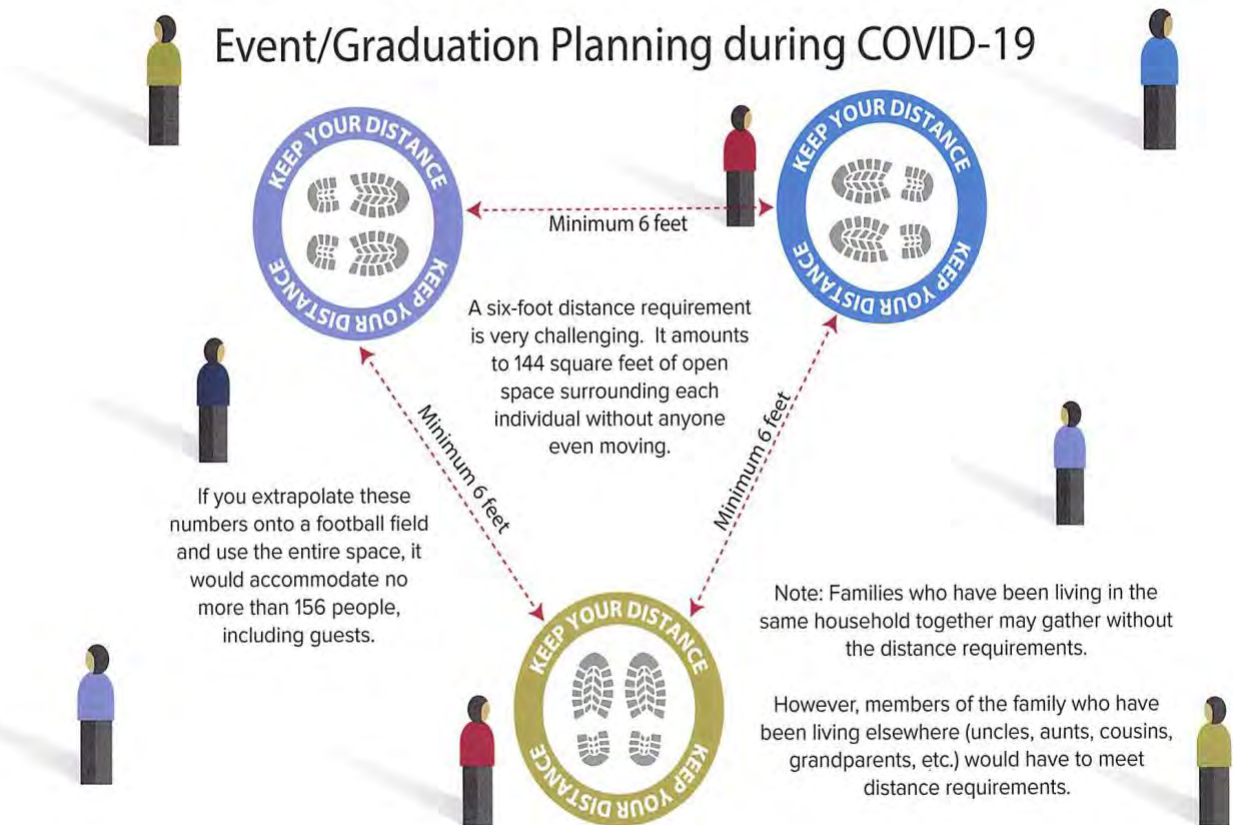 Event/Graduation Planning during COVID-19
KEEP YOUR DISTANCE
KEEP YOUR DISTANCE
KEEP YOUR DISTANCE
KEEP YOUR DISTANCE
Minimum 6 feet
A six-foot distance requirement
is very challenging. It amounts
to 144 square feet of open
space surrounding each
individual without anyone
even moving.
Minimum 6 feet
Minimum 6 feet
If you extrapolate these
numbers onto a football field
and use the entire space, it
would accommodate no
more than 156 people,
including guests.
KEEP YOUR DISTANCE
KEEP YOUR DISTANCE
Note: Families who have been living in the
same household together may gather without
the distance requirements.
However, members of the family who have
been living elsewhere (uncles, aunts, cousins,
grandparents, etc.) would have to meet
distance requirements.